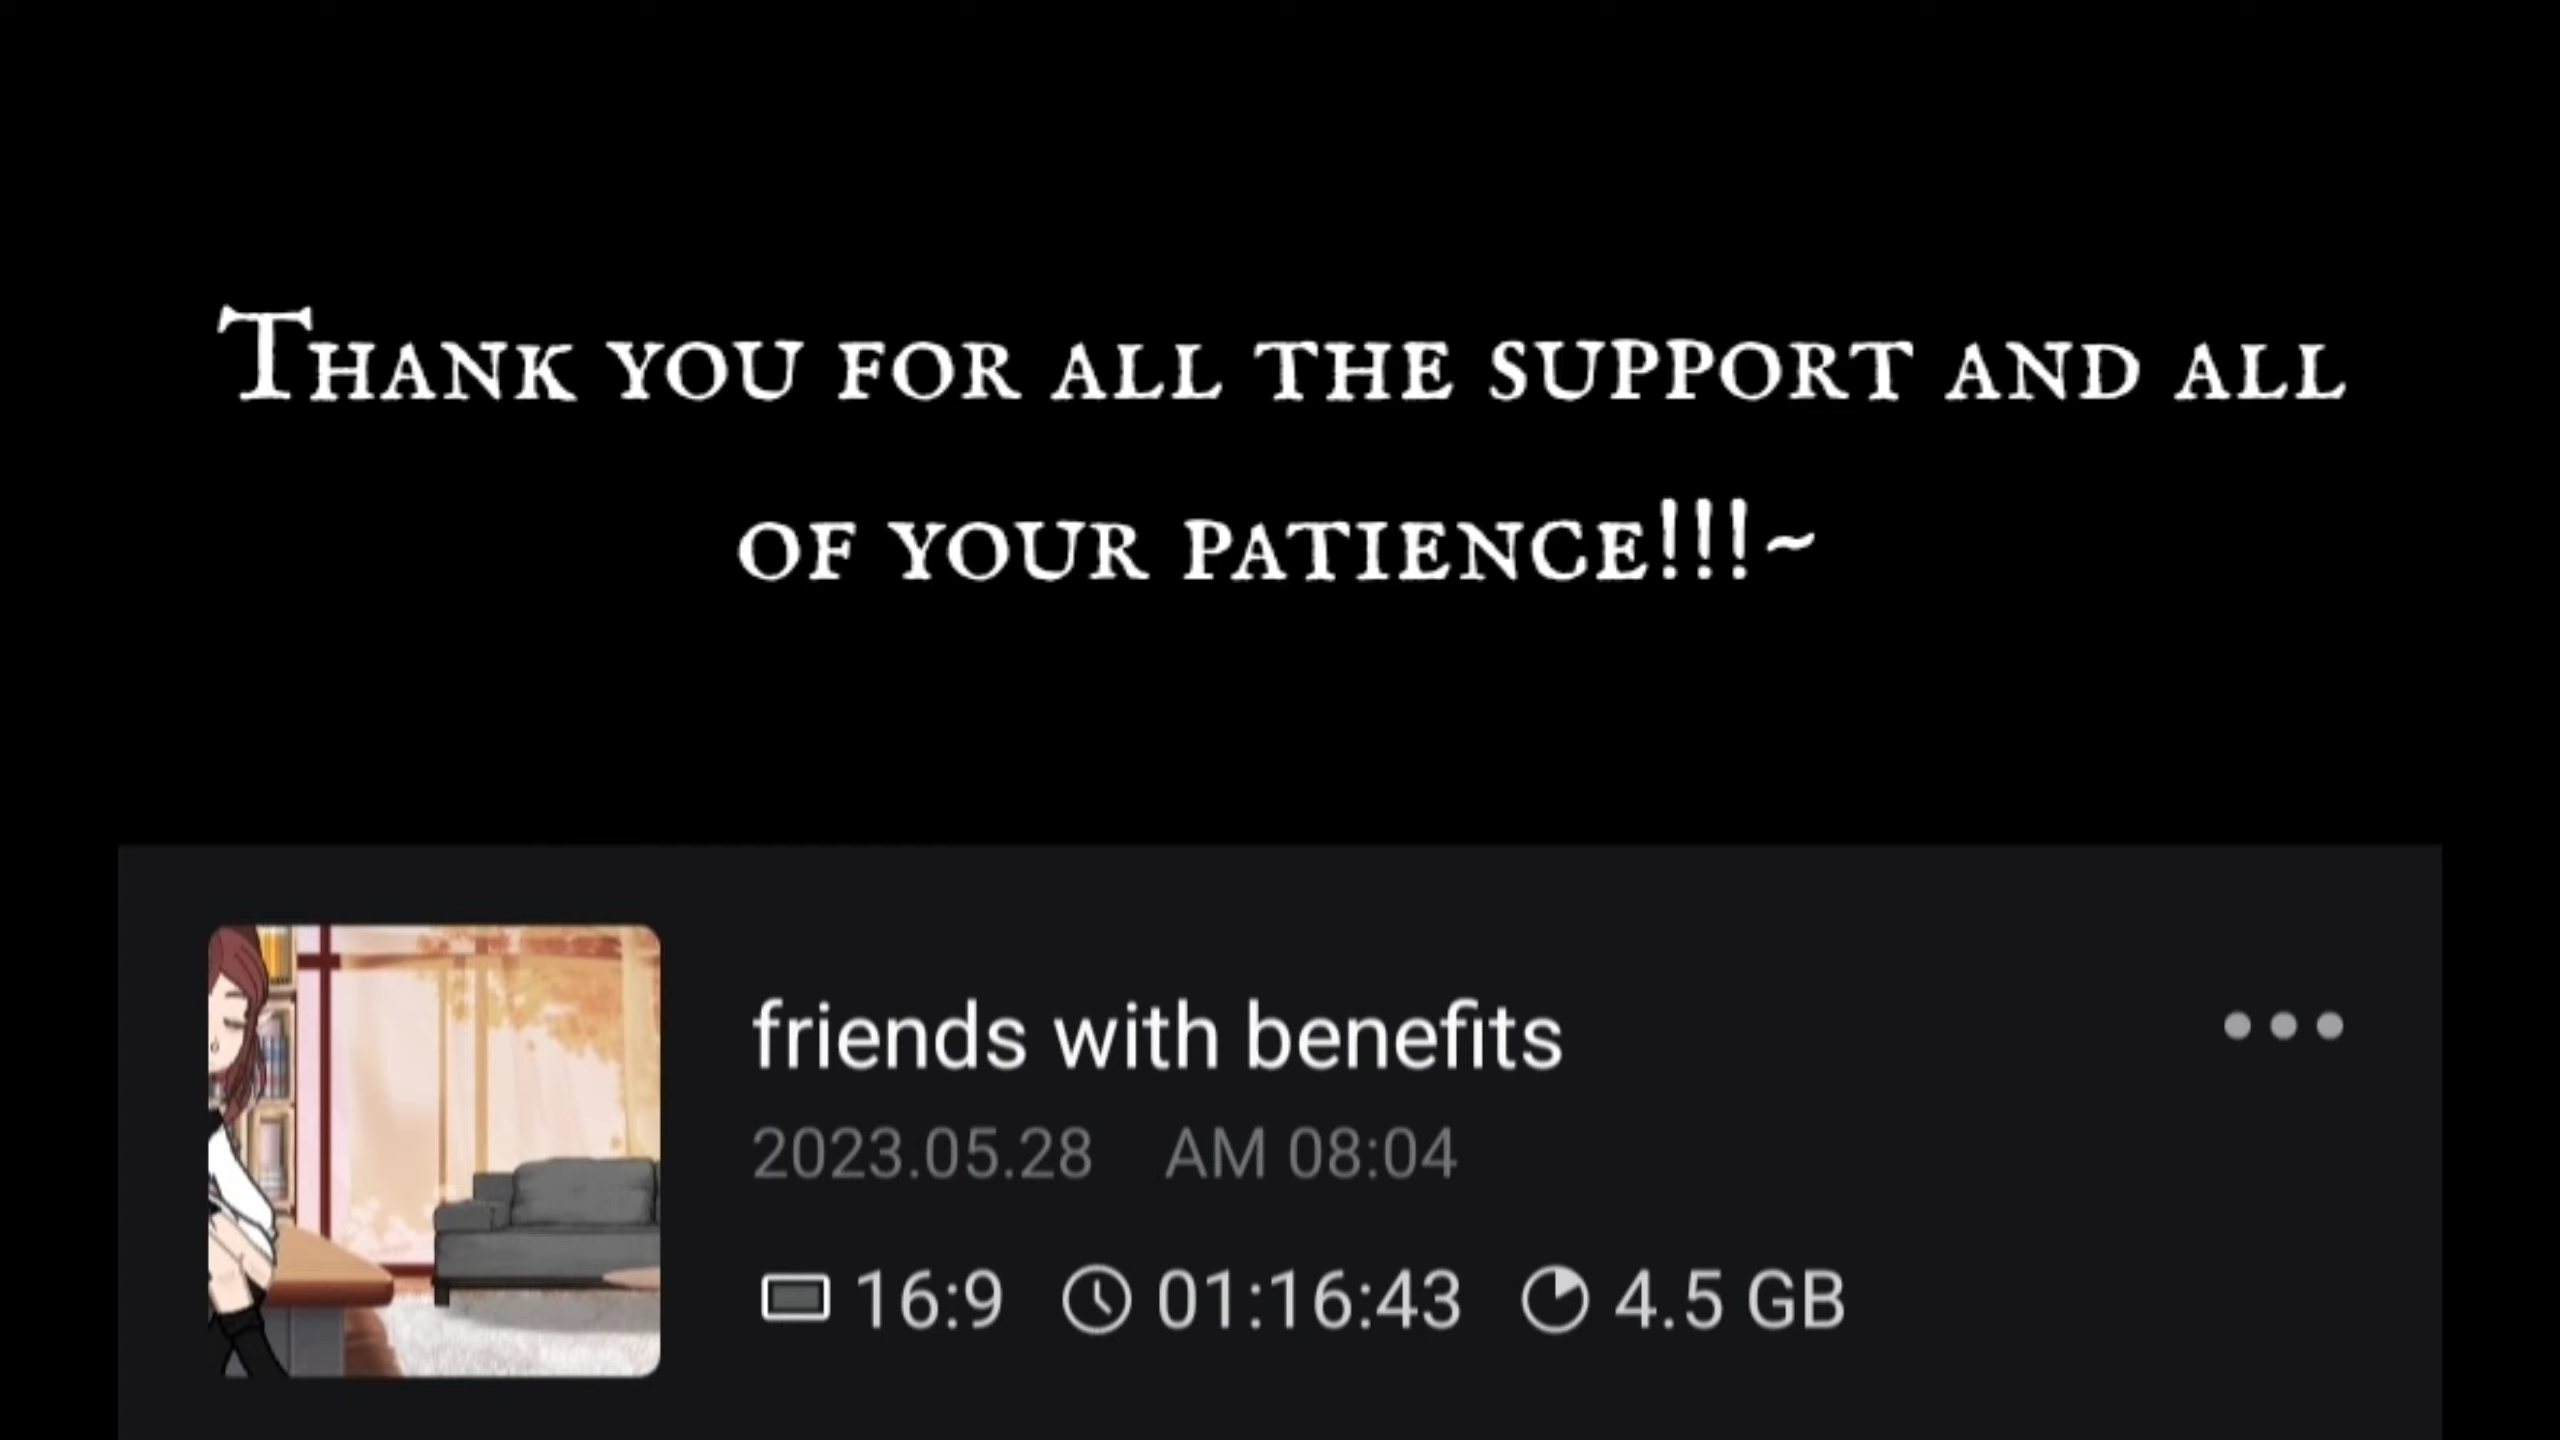 Thank you for all the support and all
of your patience!!!~
friends with benefits
2023.05.28 AM 08:04
16:9 01:16:43 4.5 GB